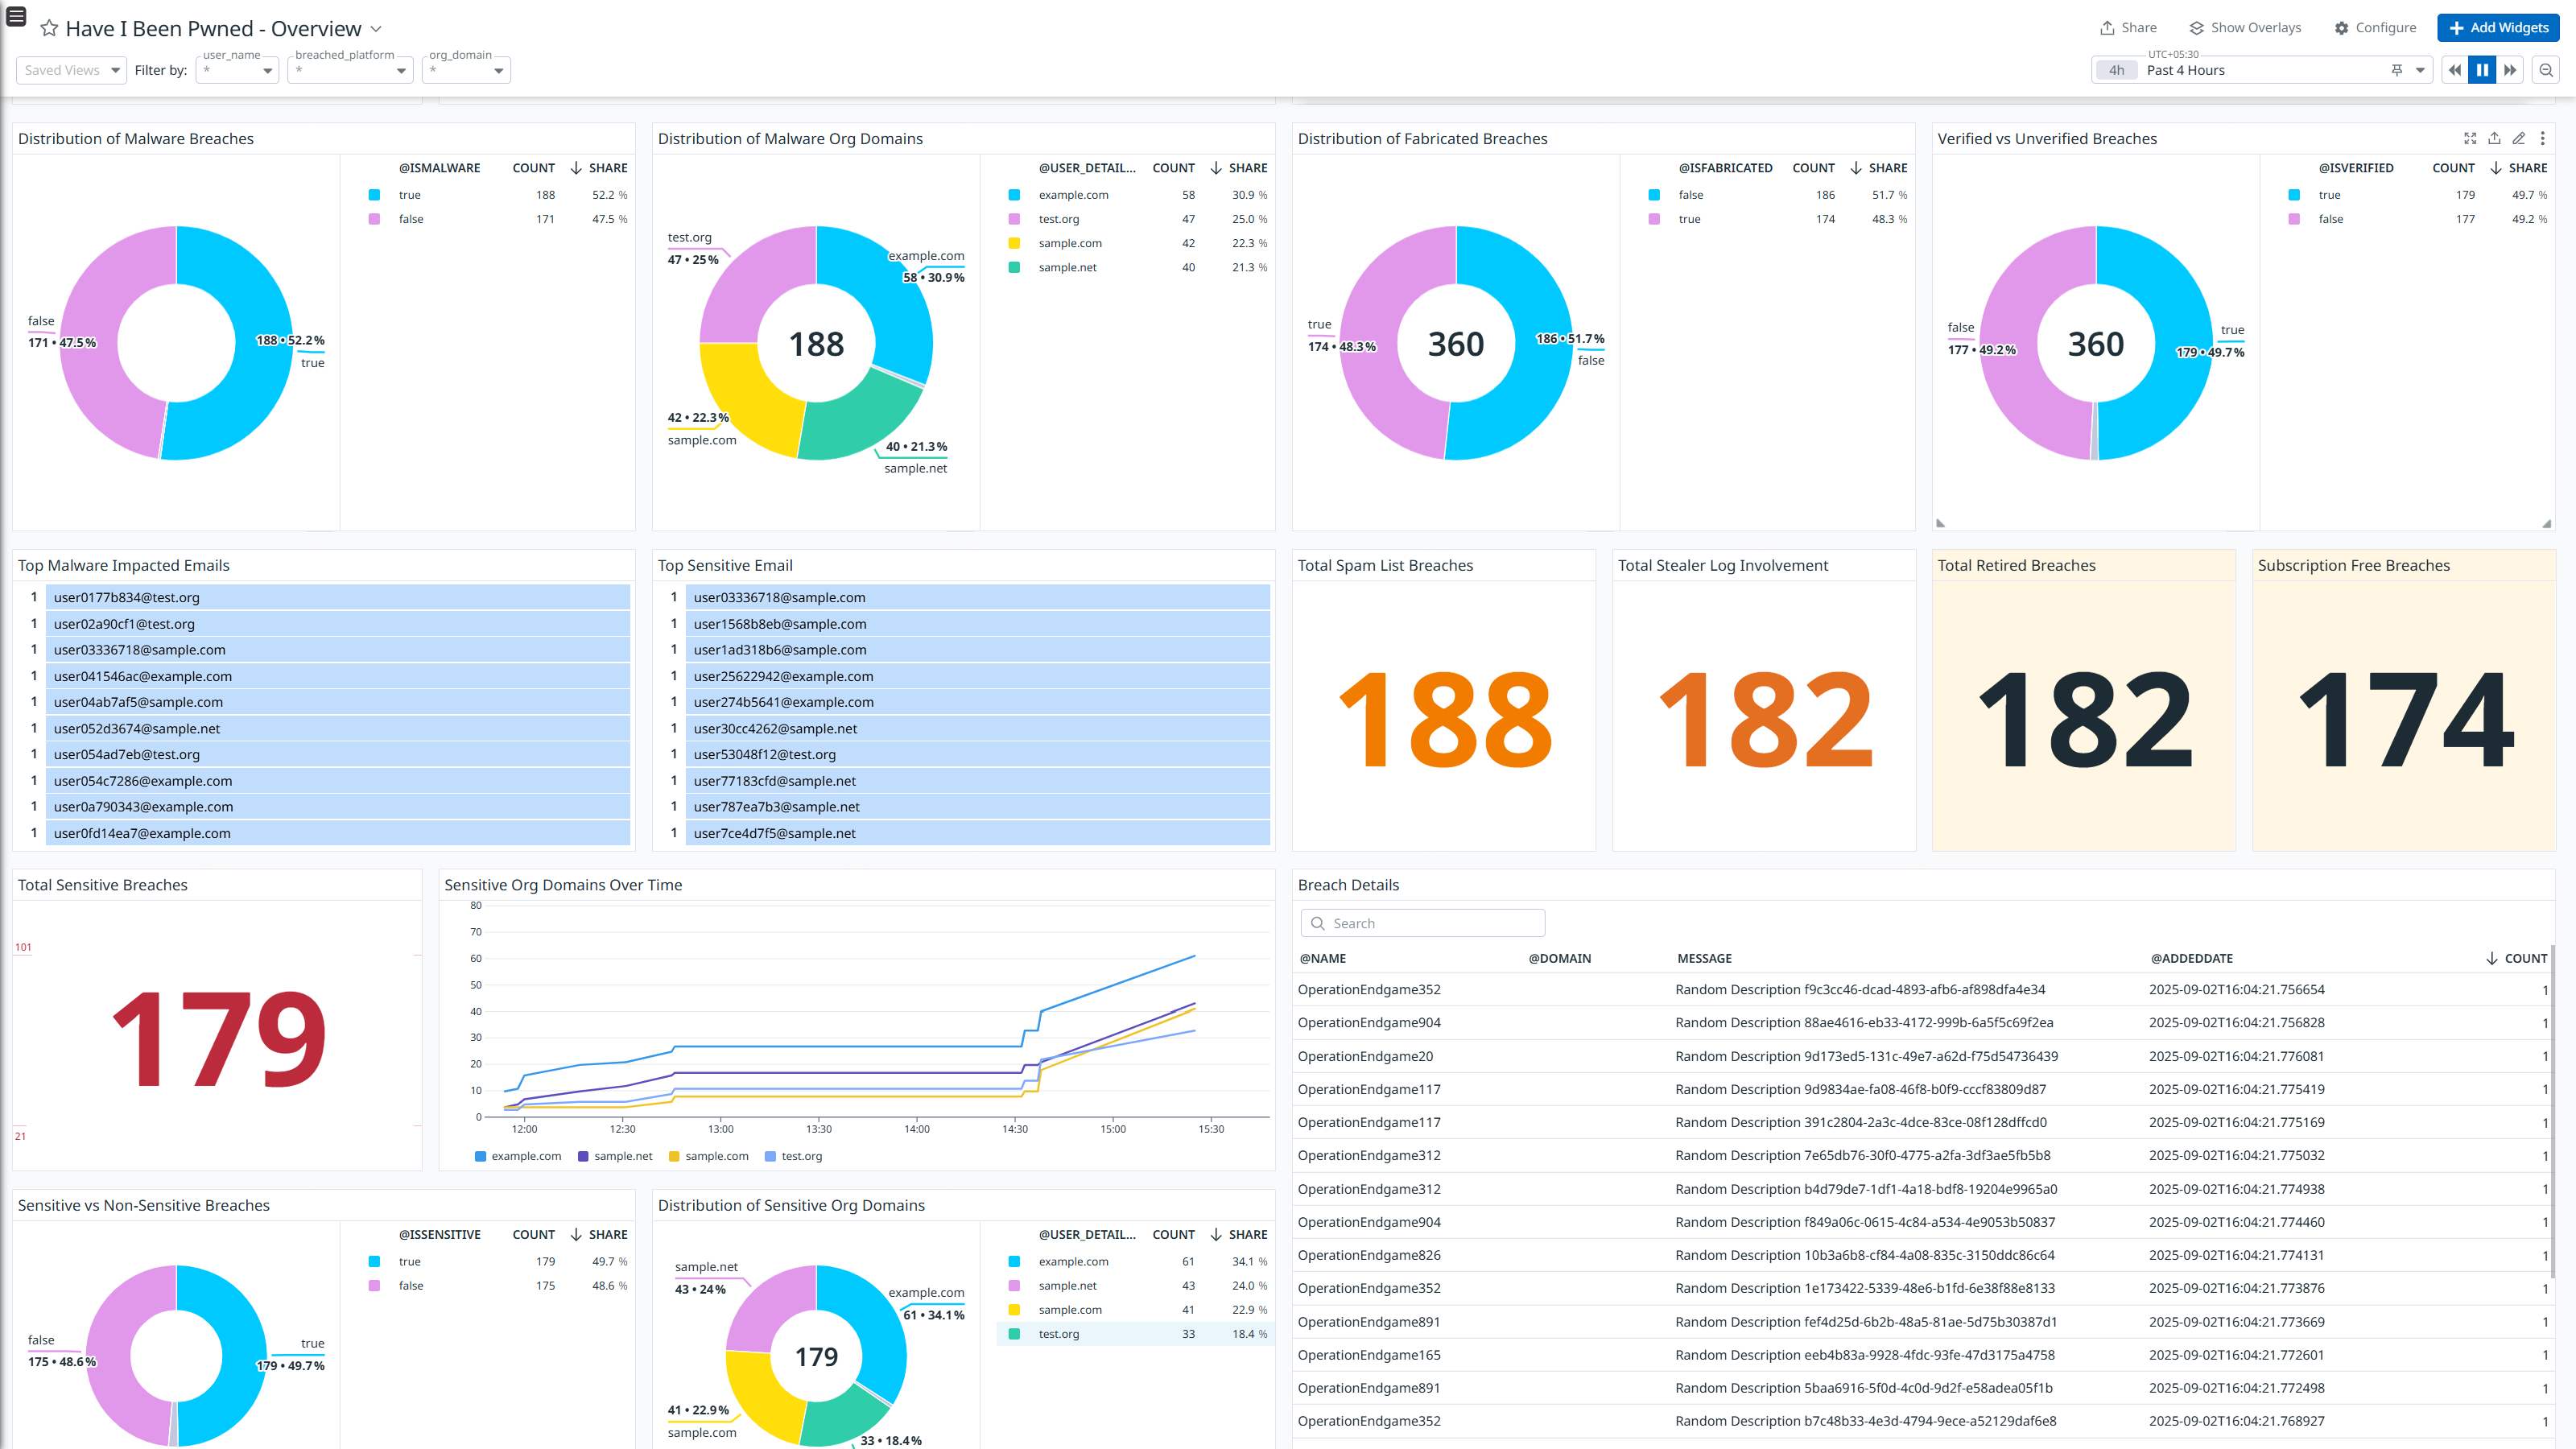 Have I Been Pwned - Overview
Share
Show Overlays
Configure
Add Widgets
Saved Views
Filter by:
user_name
*
breached_platform
*
org_domain
*
UTC+05:30
4h
Past 4 Hours
Distribution of Malware Breaches
@ISMALWARE COUNT SHARE
true 188 52.2 %
false 171 47.5 %
false
171 • 47.5%
188 • 52.2%
true
Distribution of Malware Org Domains
@USER_DETAIL... COUNT SHARE
example.com 58 30.9 %
test.org 47 25.0 %
sample.com 42 22.3 %
sample.net 40 21.3 %
test.org
47 • 25%
example.com
58 • 30.9%
188
42 • 22.3%
sample.com
40 • 21.3%
sample.net
Distribution of Fabricated Breaches
@ISFABRICATED COUNT SHARE
false 186 51.7 %
true 174 48.3 %
true
174 • 48.3%
360
186 • 51.7%
false
Verified vs Unverified Breaches
@ISVERIFIED COUNT SHARE
true 179 49.7 %
false 177 49.2 %
false
177 • 49.2%
360
true
179 • 49.7%
Top Malware Impacted Emails
1 user0177b834@test.org
1 user02a90cf1@test.org
1 user03336718@sample.com
1 user041546ac@example.com
1 user04ab7af5@sample.com
1 user052d3674@sample.net
1 user054ad7eb@test.org
1 user054c7286@example.com
1 user0a790343@example.com
1 user0fd14ea7@example.com
Top Sensitive Email
1 user03336718@sample.com
1 user1568b8eb@sample.com
1 user1ad318b6@sample.com
1 user25622942@example.com
1 user274b5641@example.com
1 user30cc4262@sample.net
1 user53048f12@test.org
1 user77183cfd@sample.net
1 user787ea7b3@sample.net
1 user7ce4d7f5@sample.net
Total Spam List Breaches
188
Total Stealer Log Involvement
182
Total Retired Breaches
182
Subscription Free Breaches
174
Total Sensitive Breaches
101
179
21
Sensitive Org Domains Over Time
80
70
60
50
40
30
20
10
0
12:00 12:30 13:00 13:30 14:00 14:30 15:00 15:30
example.com sample.net sample.com test.org
Breach Details
Search
@NAME @DOMAIN MESSAGE @ADDEDDATE COUNT
OperationEndgame352 Random Description f9c3cc46-dcad-4893-afb6-af898dfa4e34 2025-09-02T16:04:21.756654 1
OperationEndgame904 Random Description 88ae4616-eb33-4172-999b-6a5f5c69f2ea 2025-09-02T16:04:21.756828 1
OperationEndgame20 Random Description 9d173ed5-131c-49e7-a62d-f75d54736439 2025-09-02T16:04:21.776081 1
OperationEndgame117 Random Description 9d9834ae-fa08-46f8-b0f9-cccf83809d87 2025-09-02T16:04:21.775419 1
OperationEndgame117 Random Description 391c2804-2a3c-4dce-83ce-08f128dffcd0 2025-09-02T16:04:21.775169 1
OperationEndgame312 Random Description 7e65db76-30f0-4775-a2fa-3df3ae5fb5b8 2025-09-02T16:04:21.775032 1
OperationEndgame312 Random Description b4d79de7-1df1-4a18-bdf8-19204e9965a0 2025-09-02T16:04:21.774938 1
OperationEndgame904 Random Description f849a06c-0615-4c84-a534-4e9053b50837 2025-09-02T16:04:21.774460 1
OperationEndgame826 Random Description 10b3a6b8-cf84-4a08-835c-3150ddc86c64 2025-09-02T16:04:21.774131 1
OperationEndgame352 Random Description 1e173422-5339-48e6-b1fd-6e38f88e8133 2025-09-02T16:04:21.773876 1
OperationEndgame891 Random Description fef4d25d-6b2b-48a5-81ae-5d75b30387d1 2025-09-02T16:04:21.773669 1
OperationEndgame165 Random Description eeb4b83a-9928-4fdc-93fe-47d3175a4758 2025-09-02T16:04:21.772601 1
OperationEndgame891 Random Description 5baa6916-5f0d-4c0d-9d2f-e58adea05f1b 2025-09-02T16:04:21.772498 1
OperationEndgame352 Random Description b7c48b33-4e3d-4794-9ece-a52129daf6e8 2025-09-02T16:04:21.768927 1
Sensitive vs Non-Sensitive Breaches
@ISSENSITIVE COUNT SHARE
true 179 49.7 %
false 175 48.6 %
false
175 • 48.6%
true
179 • 49.7%
Distribution of Sensitive Org Domains
@USER_DETAIL... COUNT SHARE
example.com 61 34.1 %
sample.net 43 24.0 %
sample.com 41 22.9 %
test.org 33 18.4 %
sample.net
43 • 24%
example.com
61 • 34.1%
179
41 • 22.9%
sample.com
33 • 18.4%